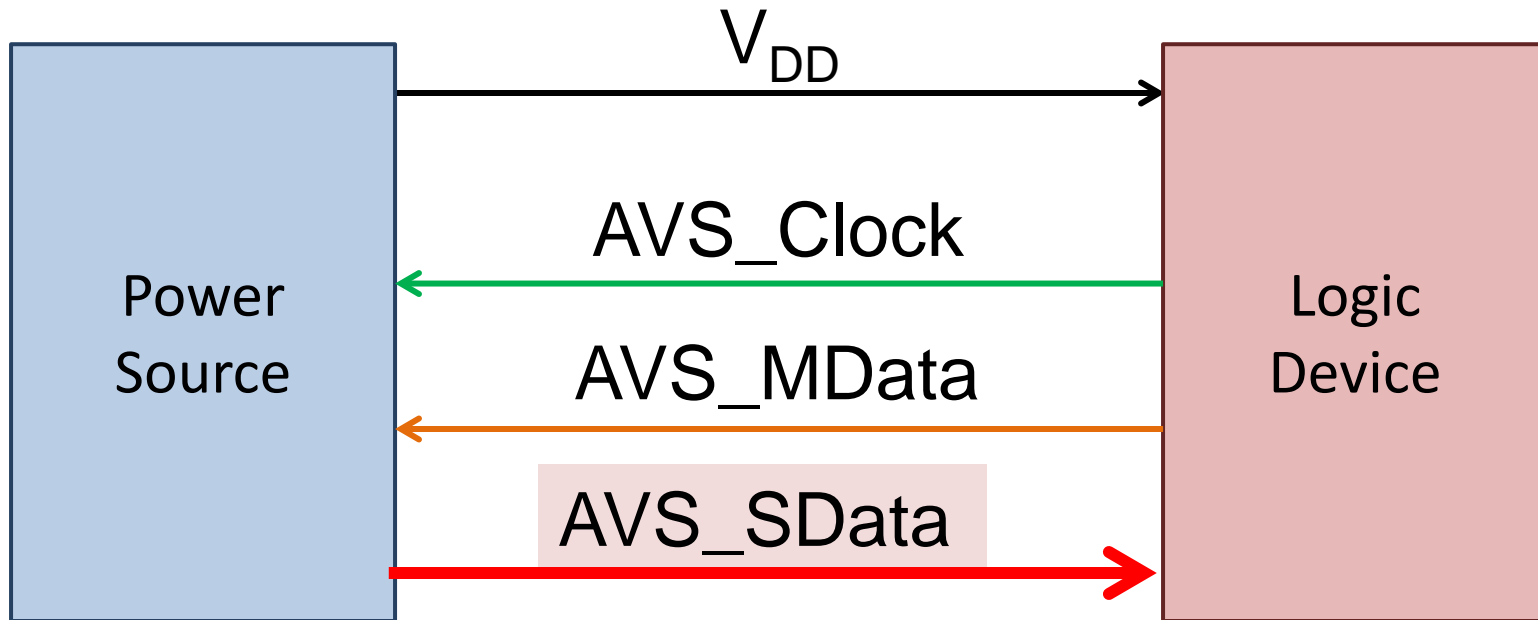 V_DD
AVS_Clock
Power
Source
Logic
Device
AVS_MData
AVS_SData